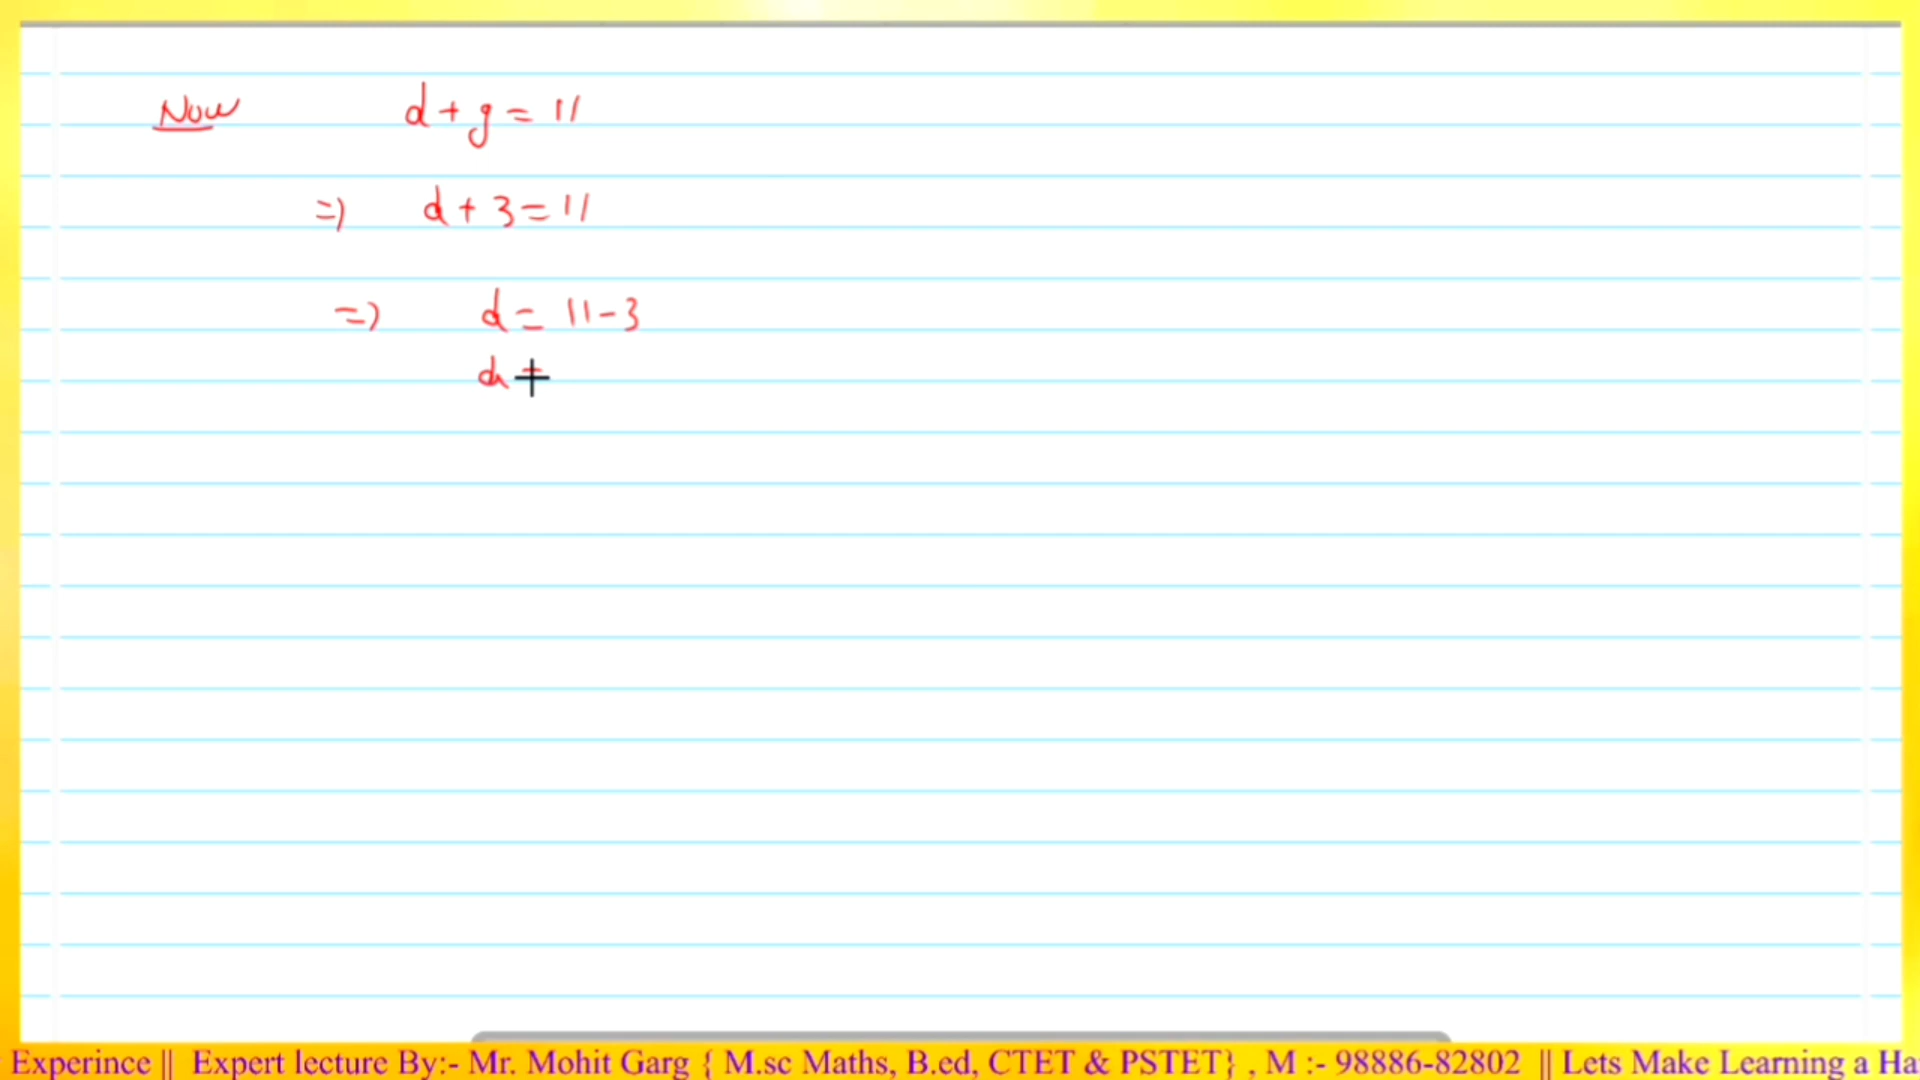 Now d + g = 11
=) d + 3 = 11
=) d = 11 - 3
d =
Experince || Expert lecture By:- Mr. Mohit Garg { M.sc Maths, B.ed, CTET & PSTET} , M :- 98886-82802 || Lets Make Learning a Ha